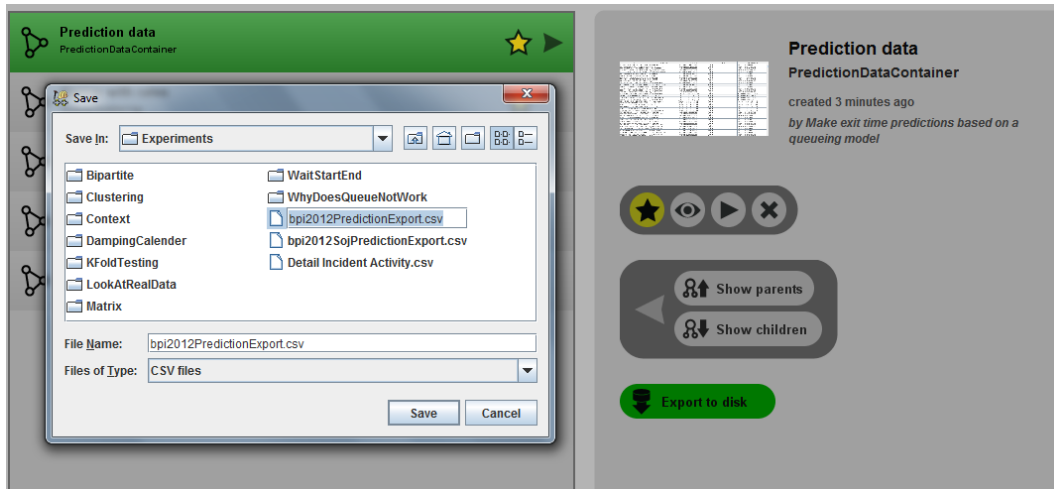 Prediction data
PredictionDataContainer
Save
Save In: Experiments
Bipartite
Clustering
Context
DampingCalender
KFoldTesting
LookAtRealData
Matrix
WaitStartEnd
WhyDoesQueueNotWork
bpi2012PredictionExport.csv
bpi2012SojPredictionExport.csv
Detail Incident Activity.csv
File Name: bpi2012PredictionExport.csv
Files of Type: CSV files
Save Cancel
Prediction data
PredictionDataContainer
created 3 minutes ago
by Make exit time predictions based on a
queueing model
Show parents
Show children
Export to disk